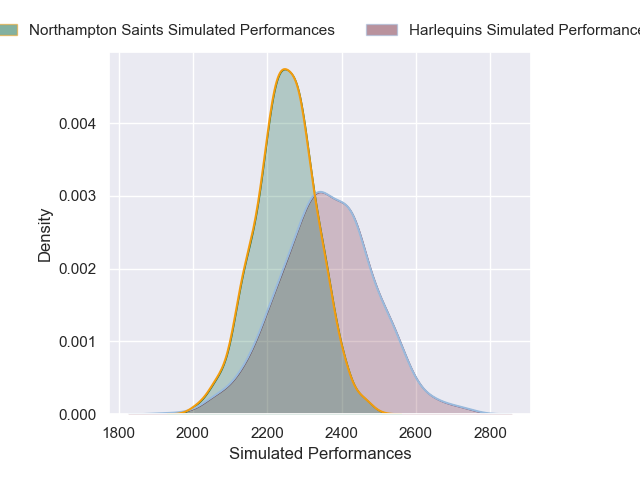 Northampton Saints Simulated Performances
Harlequins Simulated Performance
0.004
0.003
0.002
0.001
0.000
Density
1800 2000 2200 2400 2600 2800
Simulated Performances